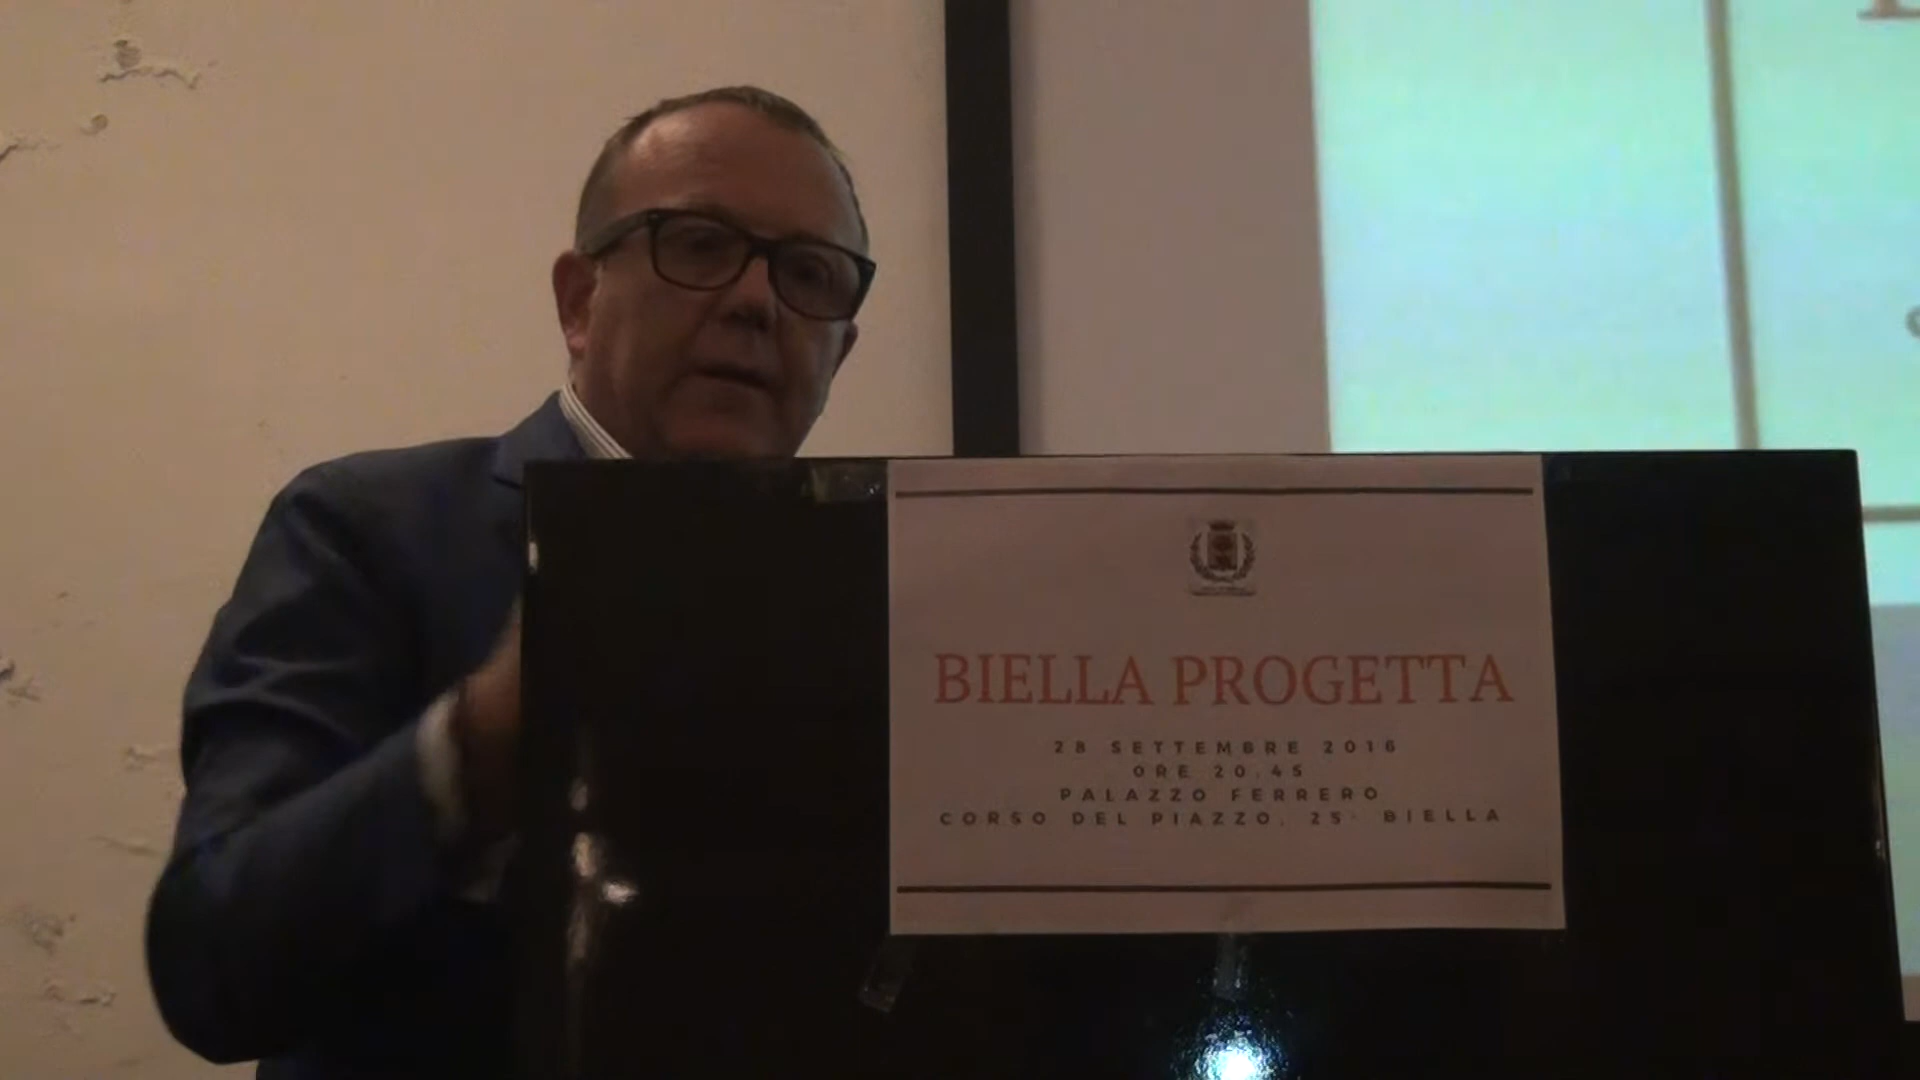 BIELLA PROGETTA
28 SETTEMBRE 2016
ORE 20.45
PALAZZO FERRERO
CORSO DEL PIAZZO, 25- BIELLA